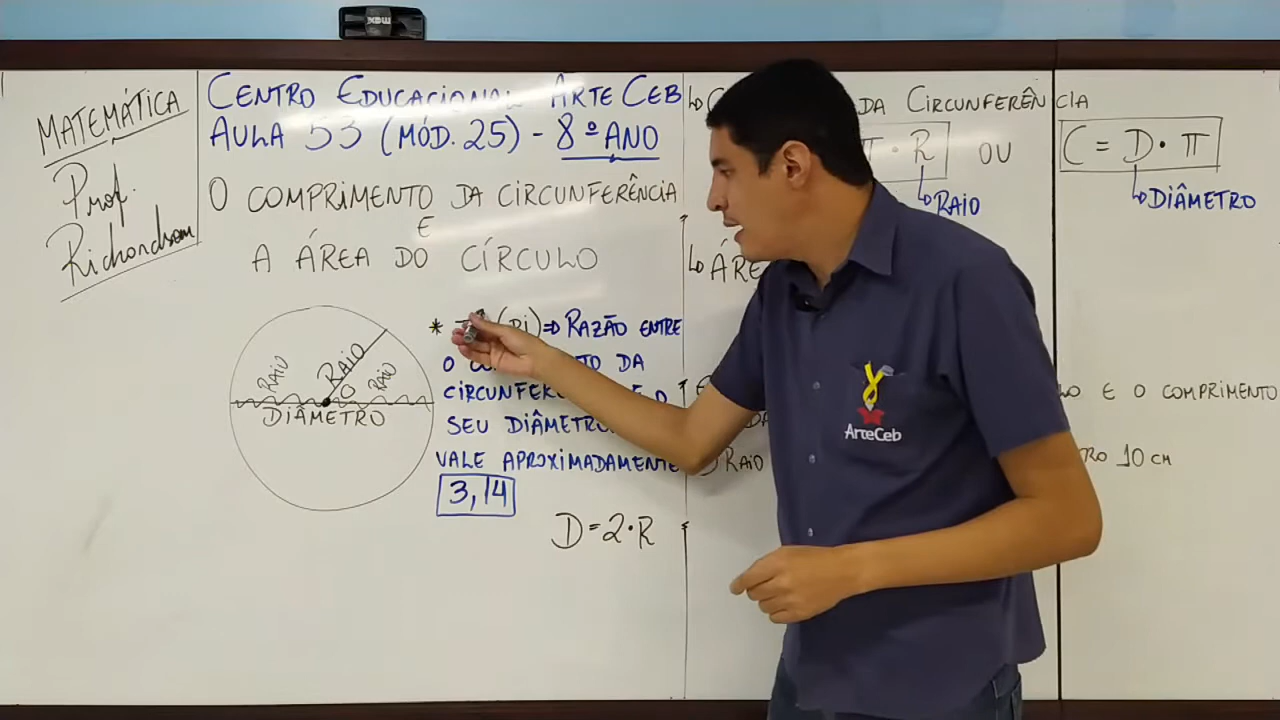 MATEMÁTICA
Prof.
Richardson
CENTRO EDUCACIONAL ARTE CEB
AULA 53 (MÓD. 25) - 8º ANO
O COMPRIMENTO DA CIRCUNFERÊNCIA
E
A ÁREA DO CÍRCULO
RAIO
RAIO
RAIO
O
DIÂMETRO
* (Pi) ⇒ RAZÃO ENTRE
O DA
SEU DIÂMETRO
VALE APROXIMADAMENTE
3,14
D = 2 · R
DA CIRCUNFERÊNCIA
π · R OU C = D · π
RAIO
DIÂMETRO
E O COMPRIMENTO
RAIO
10 CM
ArteCeb